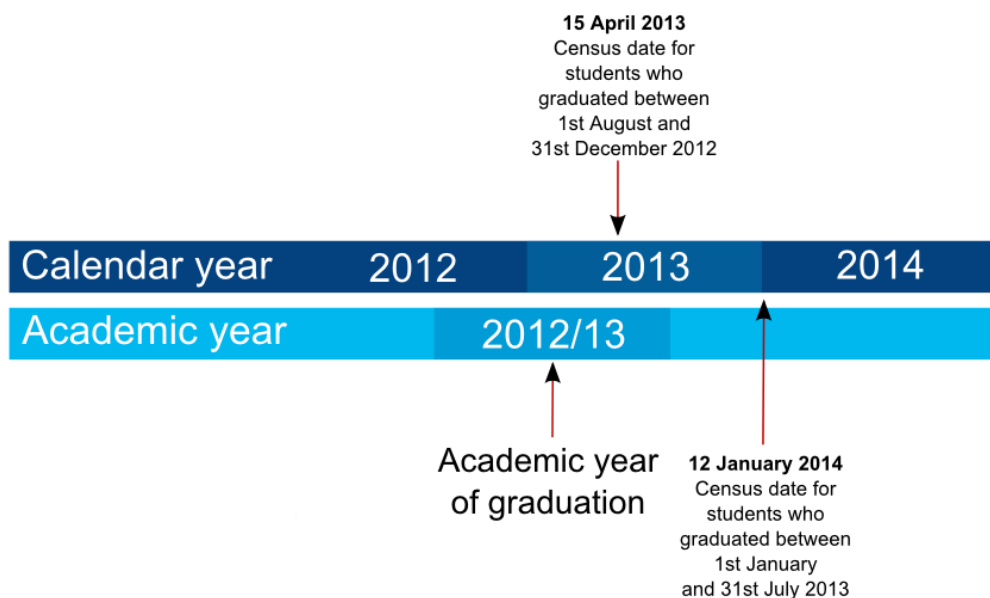 15 April 2013
Census date for
students who
graduated between
1st August and
31st December 2012
Calendar year 2012 2013 2014
Academic year 2012/13
Academic year
of graduation
12 January 2014
Census date for
students who
graduated between
1st January
and 31st July 2013